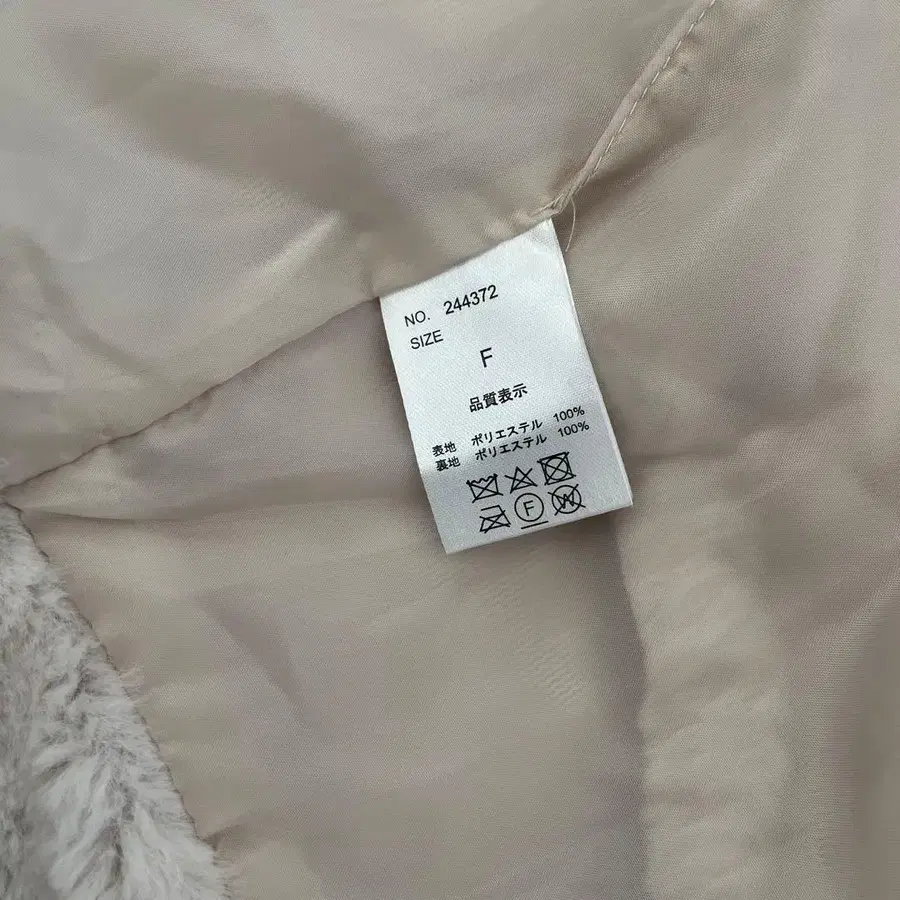 NO. 244372
SIZE
F
品質表示
表地 ポリエステル 100%
裏地 ポリエステル 100%
F W